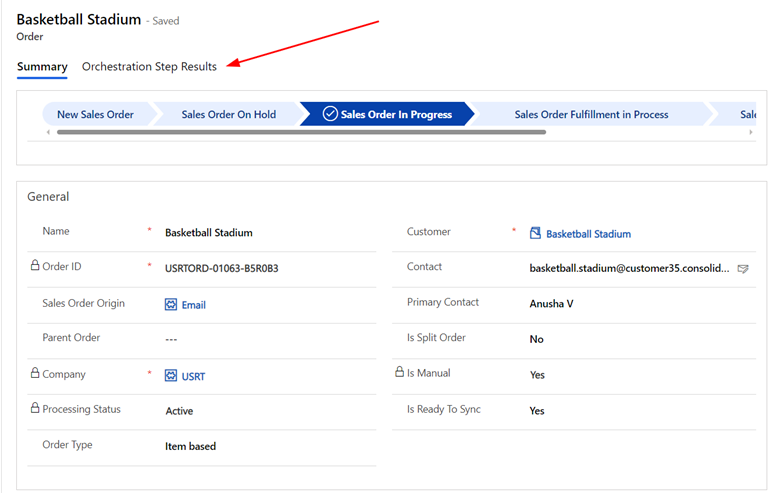 Basketball Stadium - Saved
Order
Summary Orchestration Step Results
New Sales Order Sales Order On Hold Sales Order In Progress Sales Order Fulfillment in Process
General
Name * Basketball Stadium
Customer * Basketball Stadium
Order ID * USRTORD-01063-B5R0B3
Contact basketball.stadium@customer35.consolid...
Sales Order Origin Email
Primary Contact Anusha V
Parent Order ---
Is Split Order No
Company * USRT
Is Manual Yes
Processing Status Active
Is Ready To Sync Yes
Order Type Item based